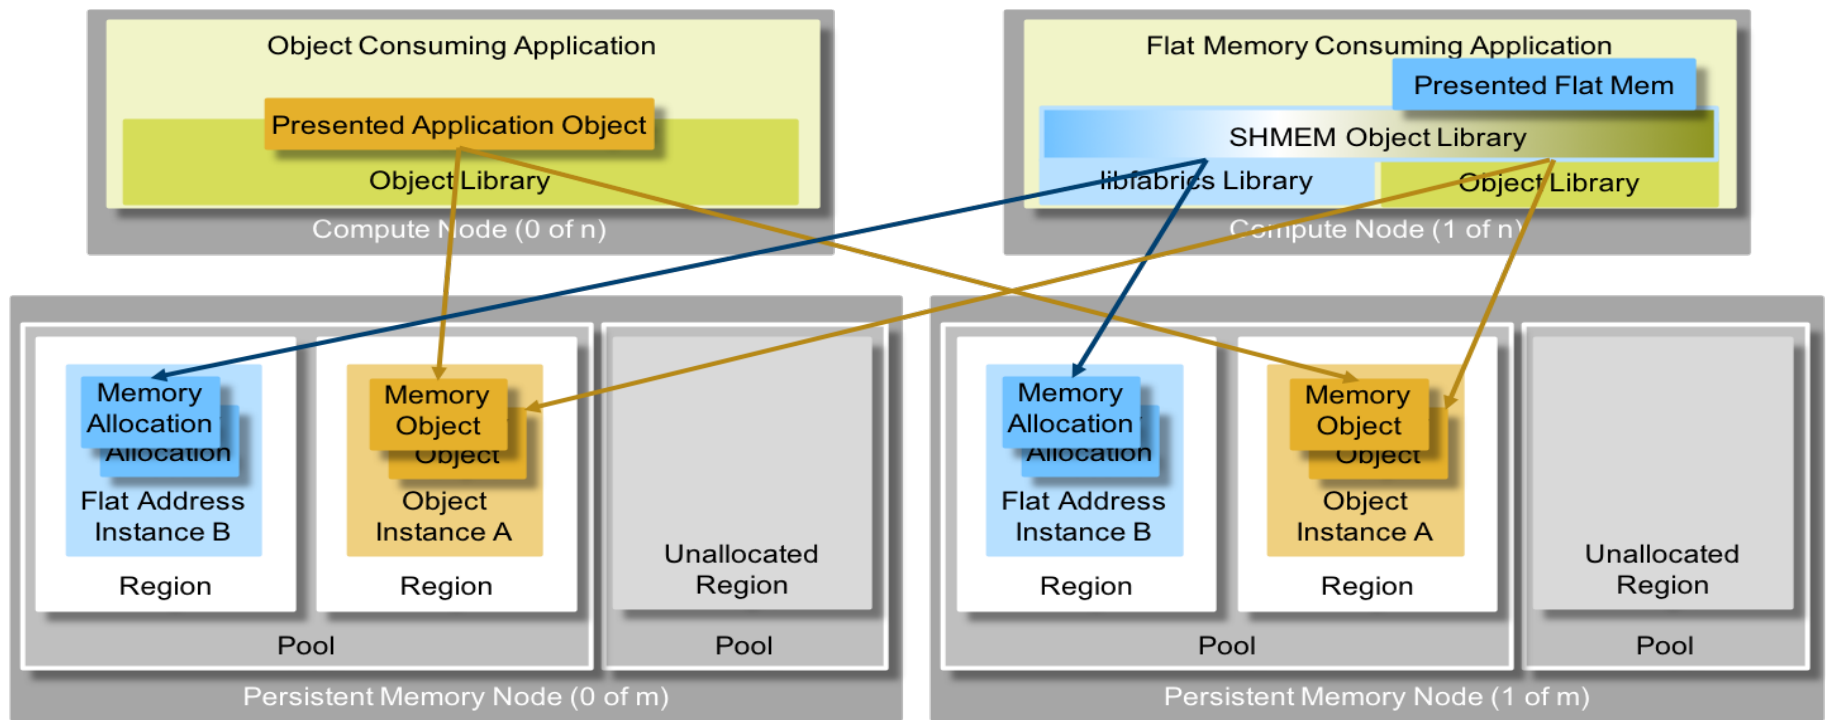 Object Consuming Application
Presented Application Object
Object Library
Compute Node (0 of n)
Flat Memory Consuming Application
Presented Flat Mem
SHMEM Object Library
libfabrics Library
Object Library
Compute Node (1 of n)
Memory
Allocation
Allocation
Flat Address
Instance B
Region
Memory
Object
Object
Object
Instance A
Region
Pool
Unallocated
Region
Pool
Persistent Memory Node (0 of m)
Memory
Allocation
Allocation
Flat Address
Instance B
Region
Memory
Object
Object
Object
Instance A
Region
Pool
Unallocated
Region
Pool
Persistent Memory Node (1 of m)